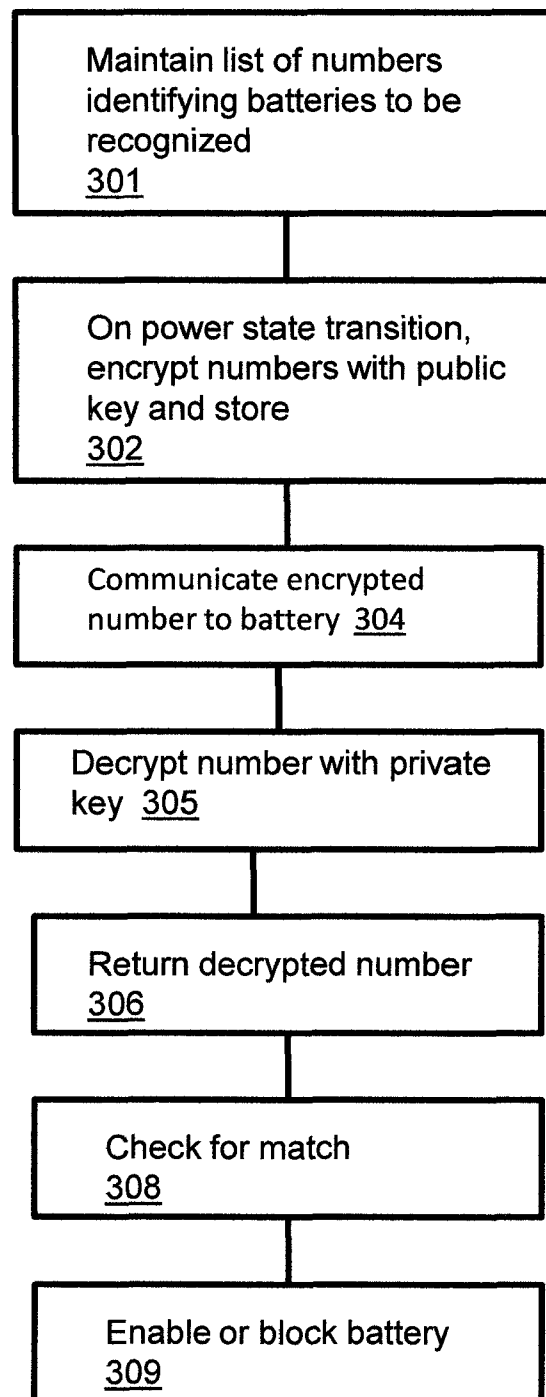 Maintain list of numbers
identifying batteries to be
recognized
301
On power state transition,
encrypt numbers with public
key and store
302
Communicate encrypted
number to battery 304
Decrypt number with private
key 305
Return decrypted number
306
Check for match
308
Enable or block battery
309